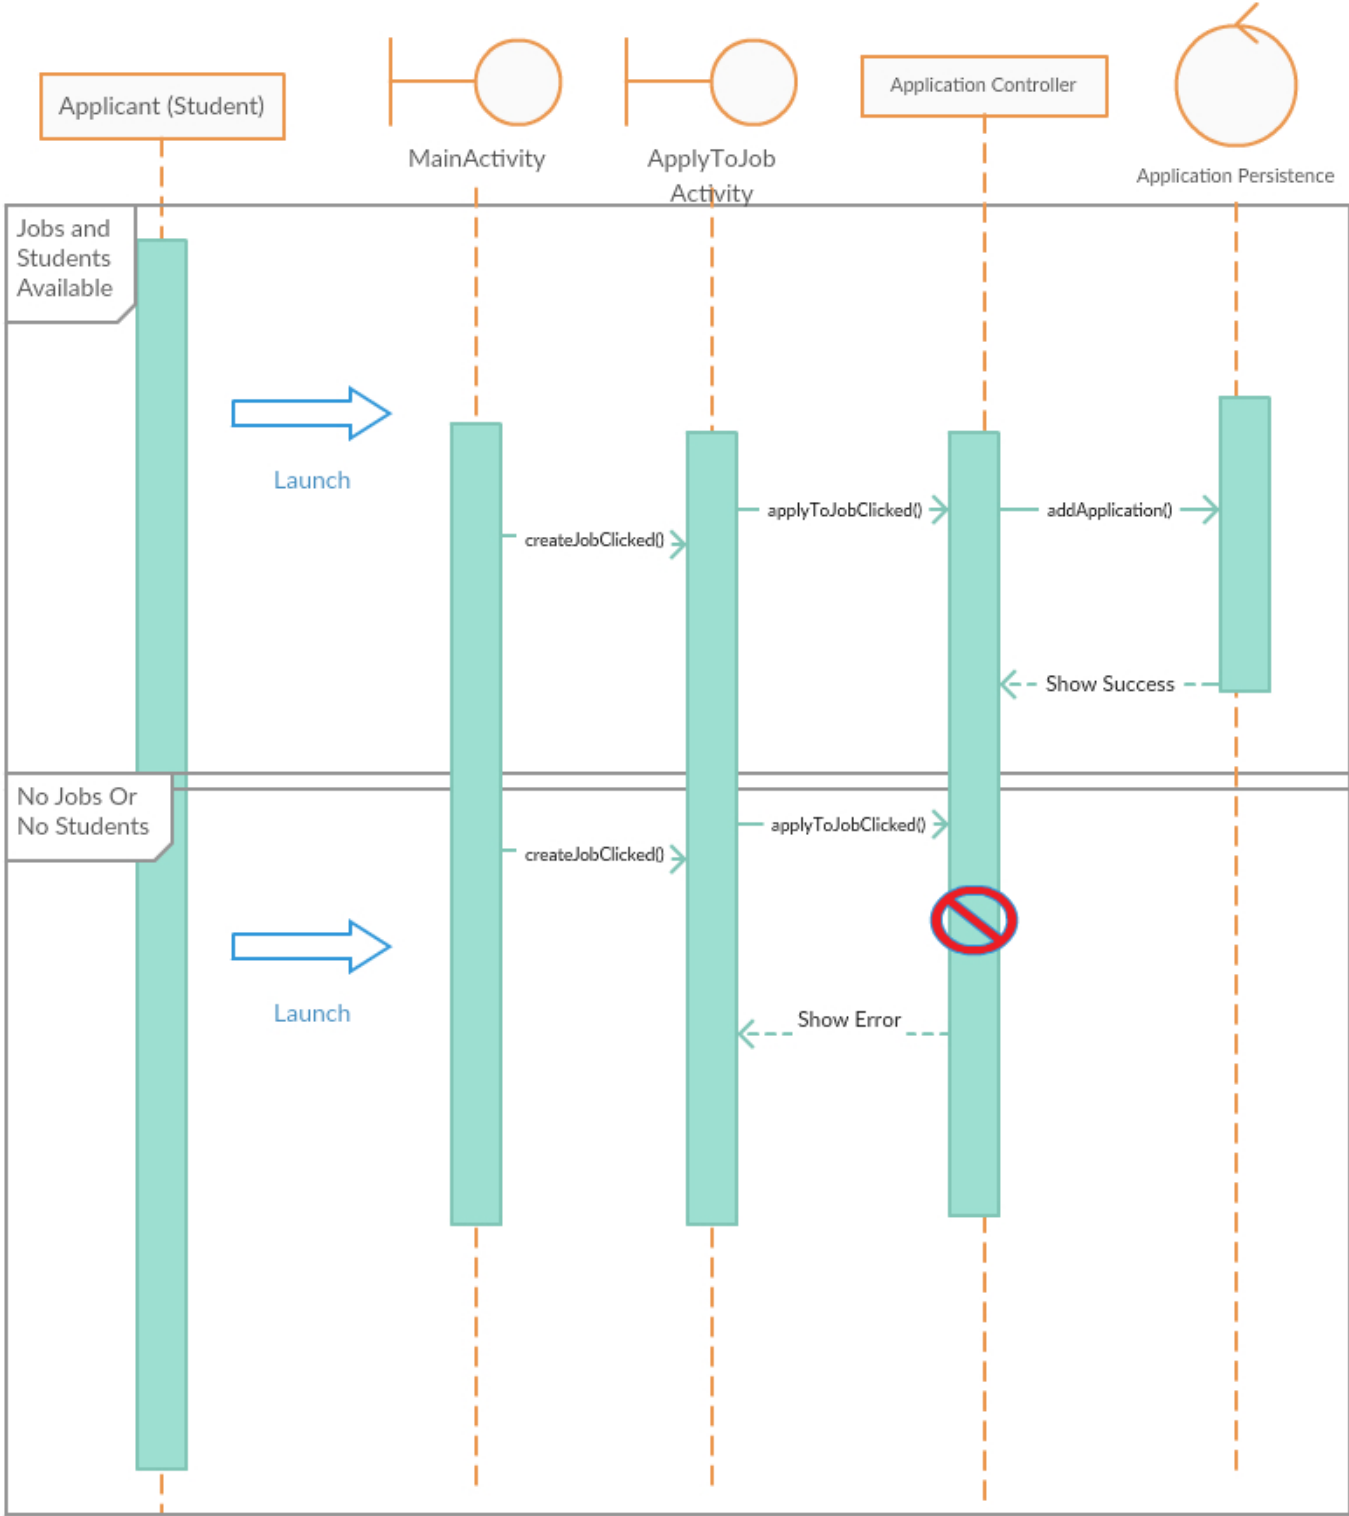 Applicant (Student)
MainActivity
ApplyToJob
Activity
Application Controller
Application Persistence
Jobs and
Students
Available
Launch
createJobClicked()
applyToJobClicked()
addApplication()
Show Success
No Jobs Or
No Students
applyToJobClicked()
createJobClicked()
Launch
Show Error